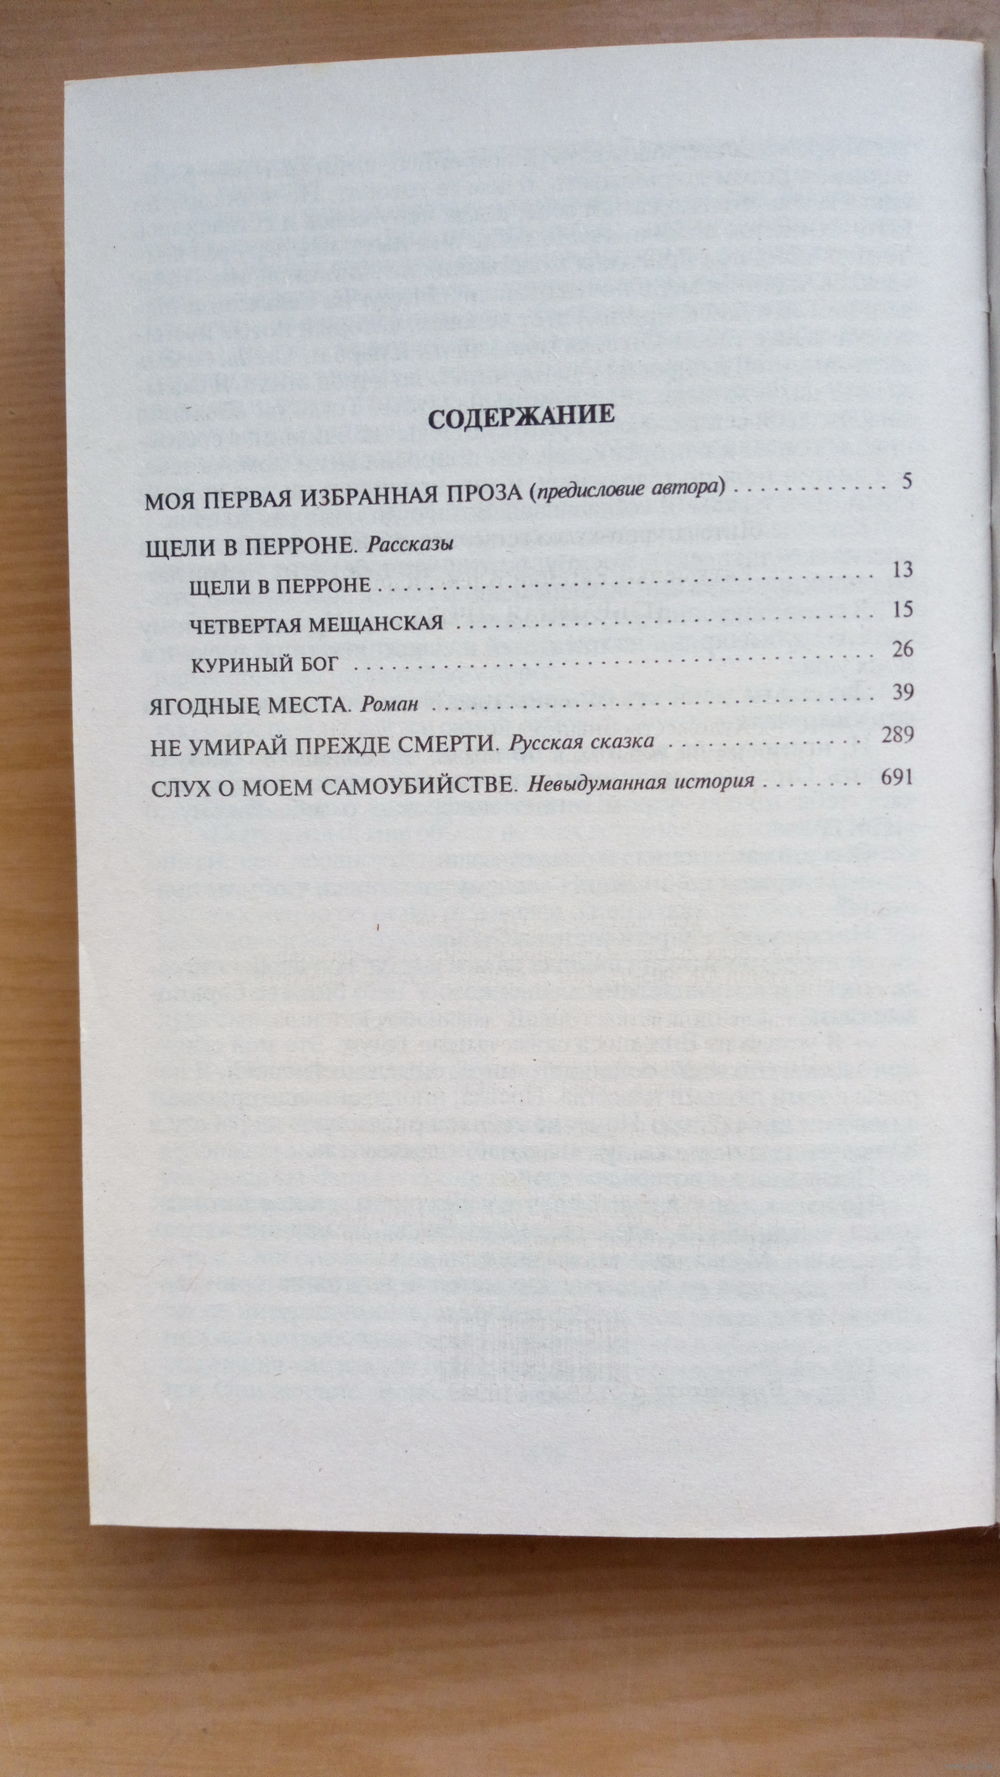 СОДЕРЖАНИЕ
МОЯ ПЕРВАЯ ИЗБРАННАЯ ПРОЗА (предисловие автора) . . . . . . . . . . . . 5
ЩЕЛИ В ПЕРРОНЕ. Рассказы
ЩЕЛИ В ПЕРРОНЕ . . . . . . . . . . . . . . . . . . . . . . . . . . . . . . . . . . . . . . . 13
ЧЕТВЕРТАЯ МЕЩАНСКАЯ . . . . . . . . . . . . . . . . . . . . . . . . . . . . . . . . . 15
КУРИНЫЙ БОГ . . . . . . . . . . . . . . . . . . . . . . . . . . . . . . . . . . . . . . . . . 26
ЯГОДНЫЕ МЕСТА. Роман . . . . . . . . . . . . . . . . . . . . . . . . . . . . . . . . . . . 39
НЕ УМИРАЙ ПРЕЖДЕ СМЕРТИ. Русская сказка . . . . . . . . . . . . . . . 289
СЛУХ О МОЕМ САМОУБИЙСТВЕ. Невыдуманная история . . . . . . . . 691